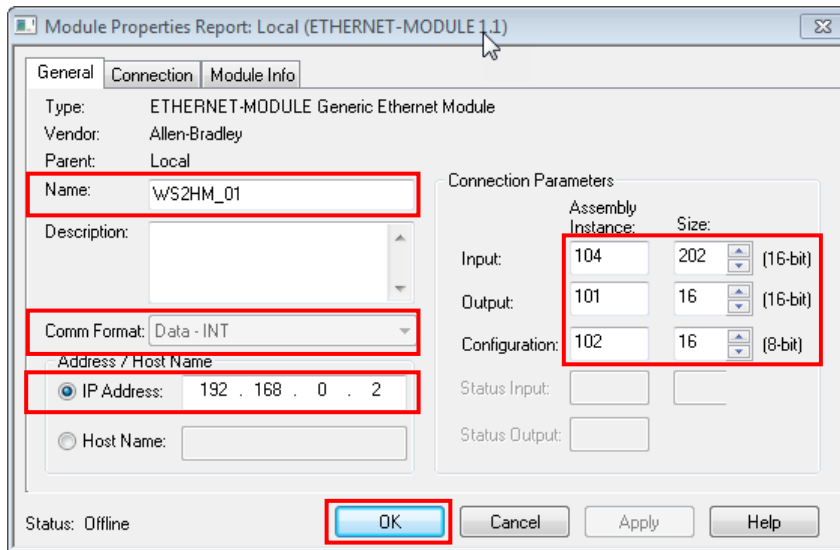 Module Properties Report: Local (ETHERNET-MODULE 1.1)
General Connection Module Info
Type: ETHERNET-MODULE Generic Ethernet Module
Vendor: Allen-Bradley
Parent: Local
Name: WS2HM_01
Description:
Comm Format: Data - INT
Address / Host Name
IP Address: 192 . 168 . 0 . 2
Host Name:
Connection Parameters
Assembly
Instance: Size:
Input: 104 202 (16-bit)
Output: 101 16 (16-bit)
Configuration: 102 16 (8-bit)
Status Input:
Status Output:
Status: Offline OK Cancel Apply Help